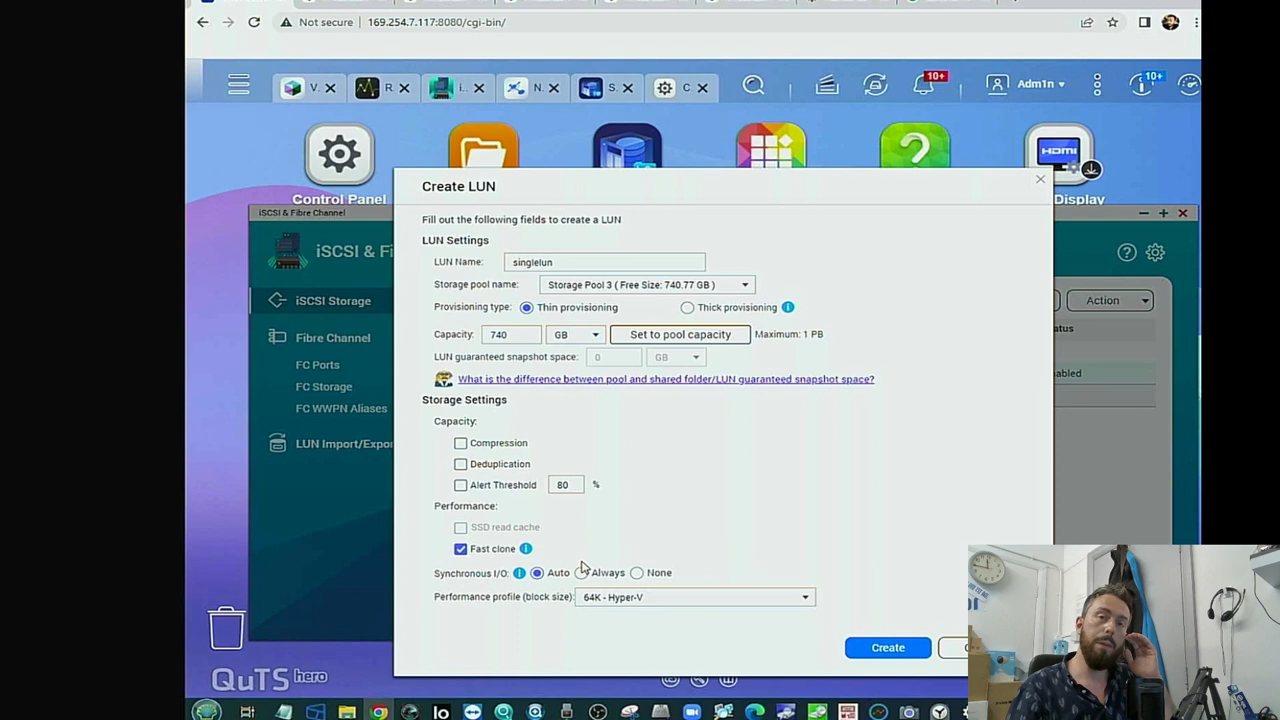 Not secure | 169.254.7.117:8080/cgi-bin/
V.
R.
I.
N.
S.
C
10+
Adm1n
10+
HDMI
Control Panel
Display
iSCSI & Fibre Channel
iSCSI & Fi
iSCSI Storage
Fibre Channel
FC Ports
FC Storage
FC WWPN Aliases
LUN Import/Expor
Action
atus
abled
Create LUN
Fill out the following fields to create a LUN
LUN Settings
LUN Name: singlelun
Storage pool name: Storage Pool 3 ( Free Size: 740.77 GB )
Provisioning type: Thin provisioning Thick provisioning
Capacity: 740 GB Set to pool capacity Maximum: 1 PB
LUN guaranteed snapshot space: 0 GB
What is the difference between pool and shared folder/LUN guaranteed snapshot space?
Storage Settings
Capacity:
Compression
Deduplication
Alert Threshold 80 %
Performance:
SSD read cache
Fast clone
Synchronous I/O: Auto Always None
Performance profile (block size): 64K - Hyper-V
Create
QuTS hero